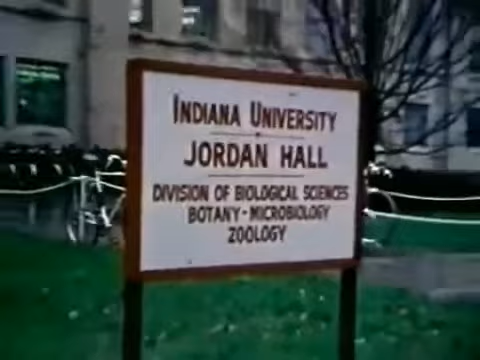 INDIANA UNIVERSITY
JORDAN HALL
DIVISION OF BIOLOGICAL SCIENCES
BOTANY - MICROBIOLOGY
ZOOLOGY